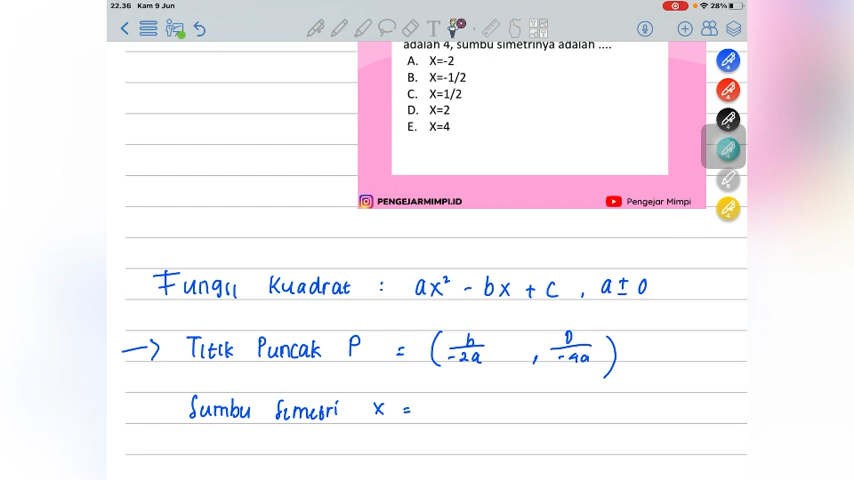 22.36 Kam 9 Jun 28%
adalah 4, sumbu simetrinya adalah ....
A. X=-2
B. X=-1/2
C. X=1/2
D. X=2
E. X=4
PENGEJARMIMPI.ID Pengejar Mimpi
Fungsi Kuadrat : ax² - bx + c , a ± 0
→ Titik Puncak P = ( b/-2a , D/-4a )
Sumbu Simetri x =